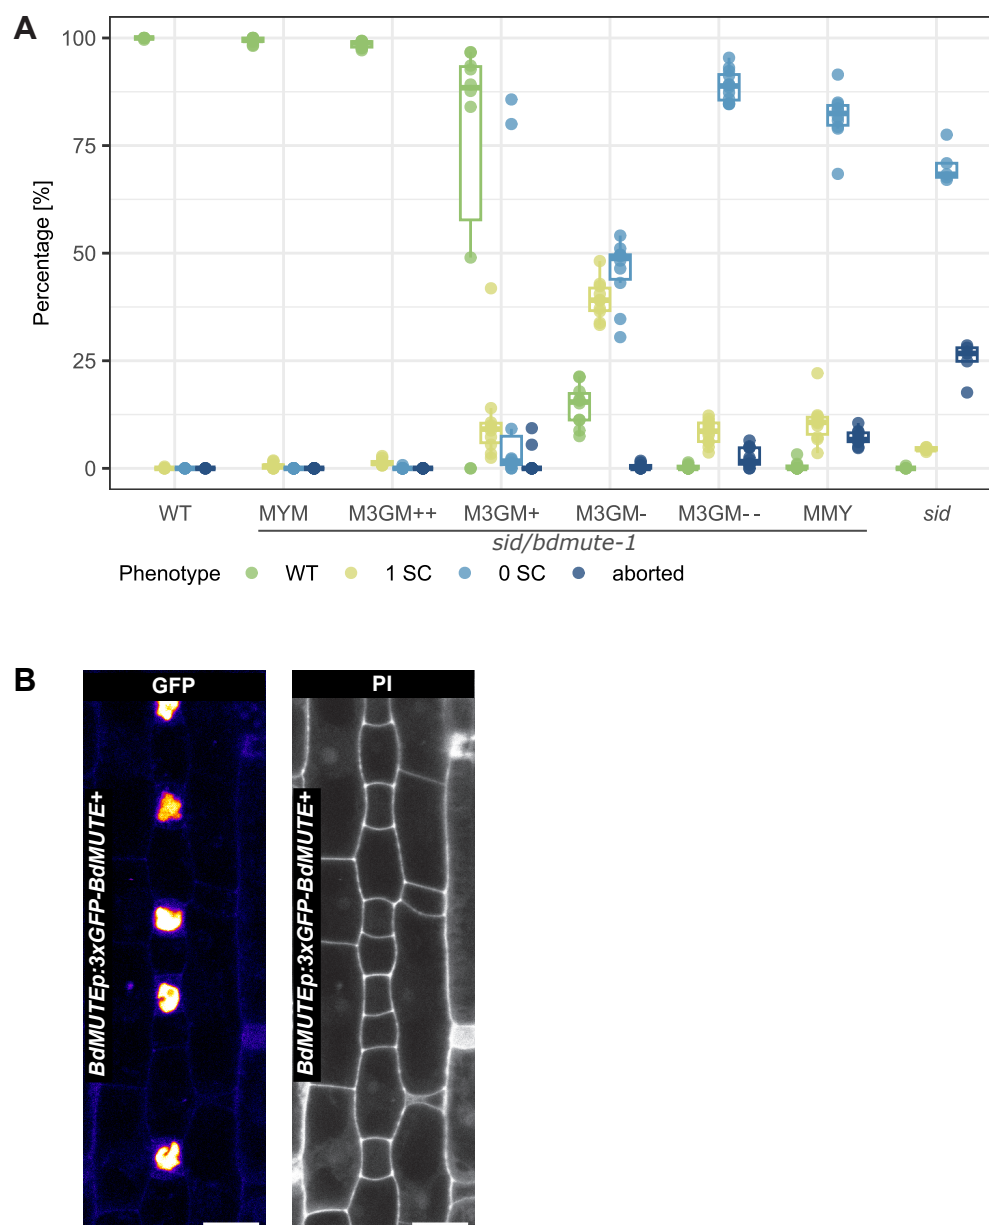 A
Percentage [%]
100
75
50
25
0
WT MYM M3GM++ M3GM+ M3GM- M3GM-- MMY sid
sid/bdmute-1
Phenotype WT 1 SC 0 SC aborted
B
GFP PI
BdMUTEp:3xGFP-BdMUTE+
BdMUTEp:3xGFP-BdMUTE+